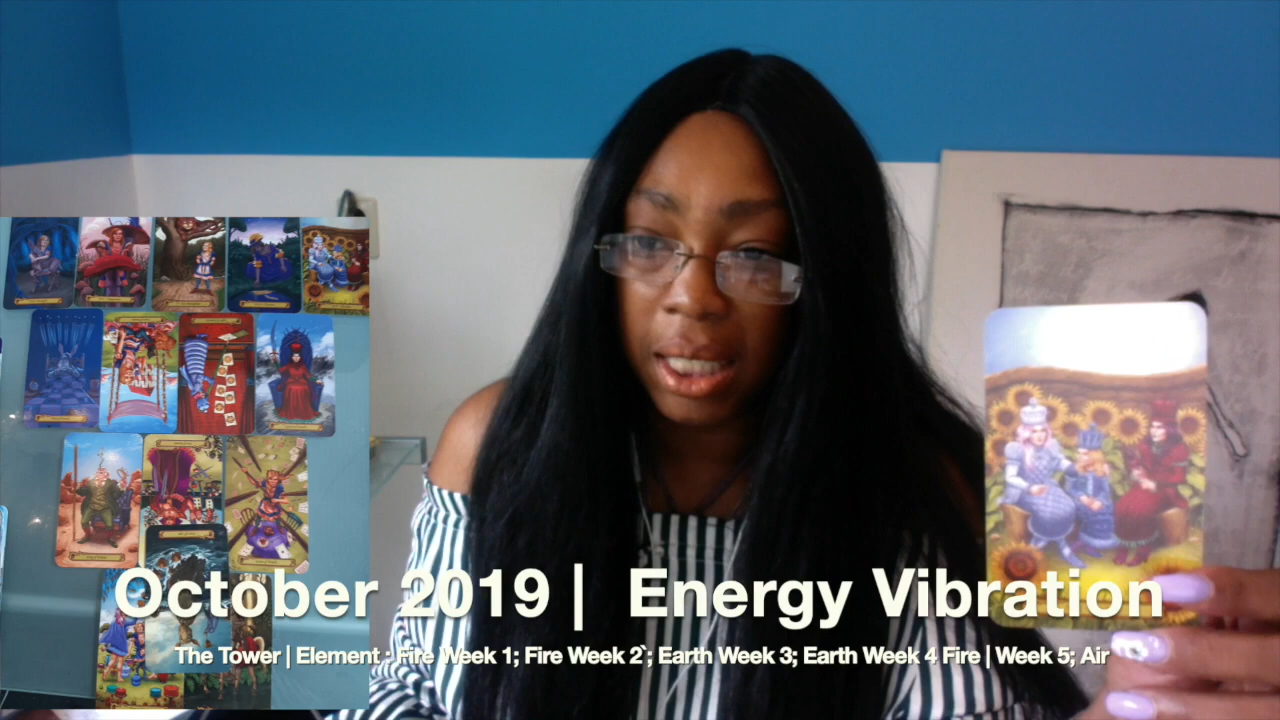 October 2019 | Energy Vibration
The Tower | Element : Fire Week 1; Fire Week 2`; Earth Week 3; Earth Week 4 Fire | Week 5; Air